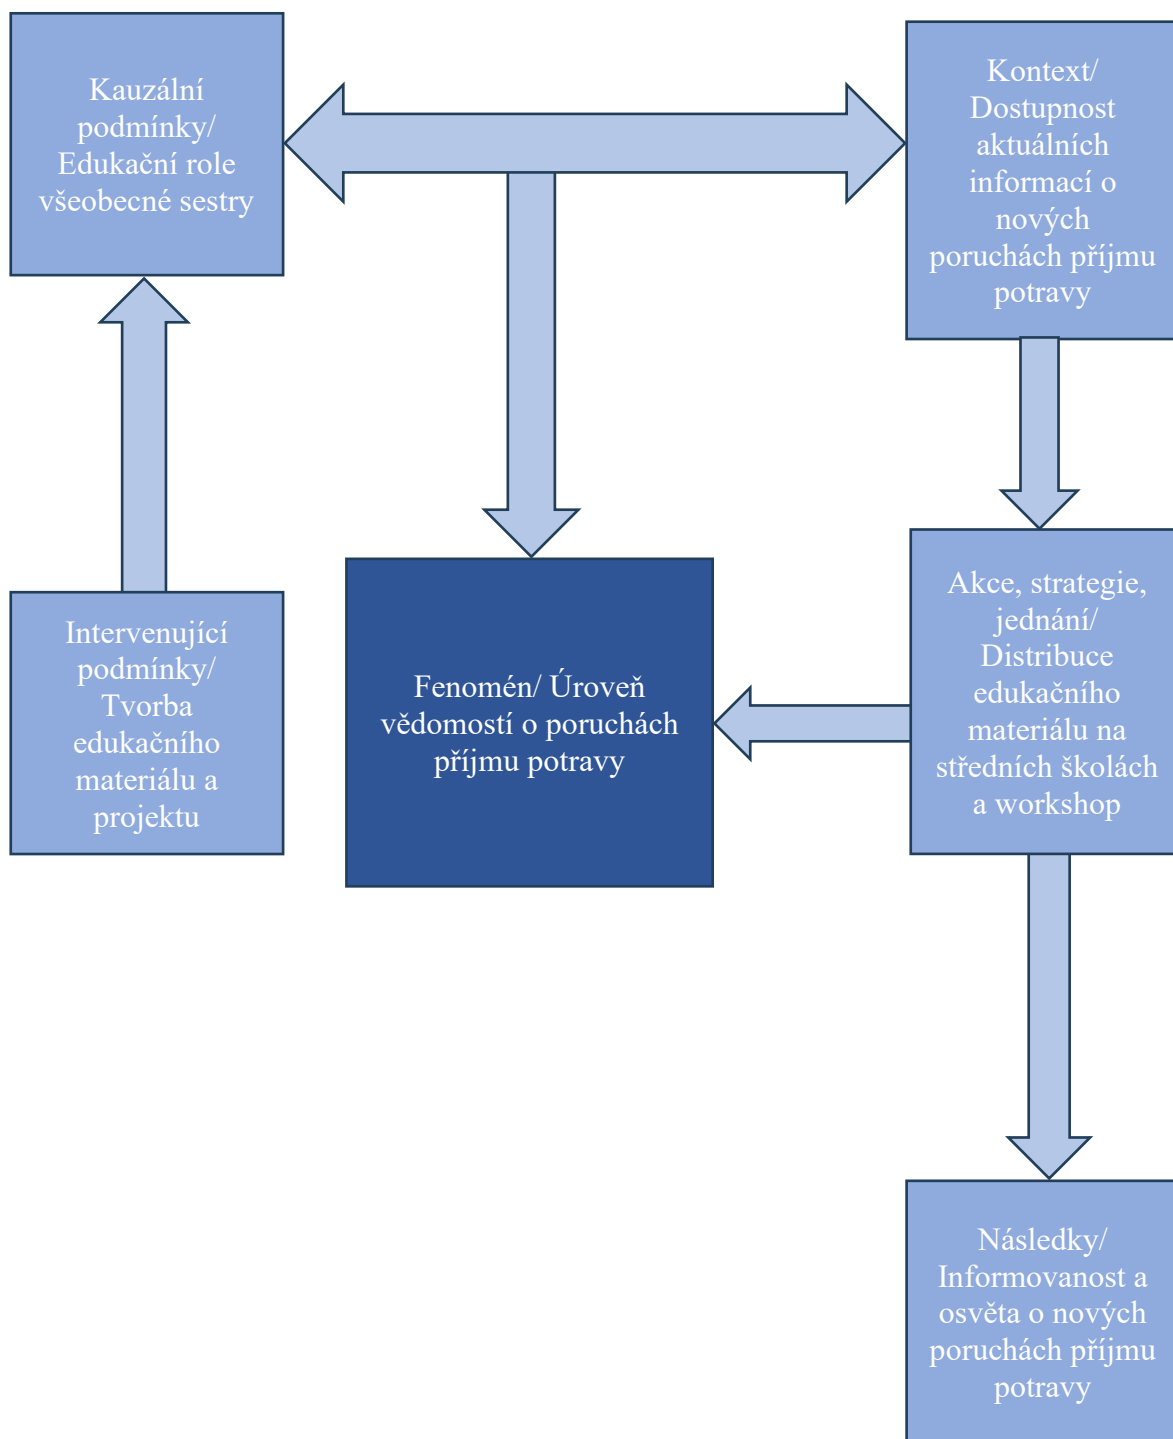 Kauzální
podmínky/
Edukační role
všeobecné sestry
Kontext/
Dostupnost
aktuálních
informací o
nových
poruchách příjmu
potravy
Intervenující
podmínky/
Tvorba
edukačního
materiálu a
projektu
Fenomén/ Úroveň
vědomostí o poruchách
příjmu potravy
Akce, strategie,
jednání/
Distribuce
edukačního
materiálu na
středních školách
a workshop
Následky/
Informovanost a
osvěta o nových
poruchách příjmu
potravy